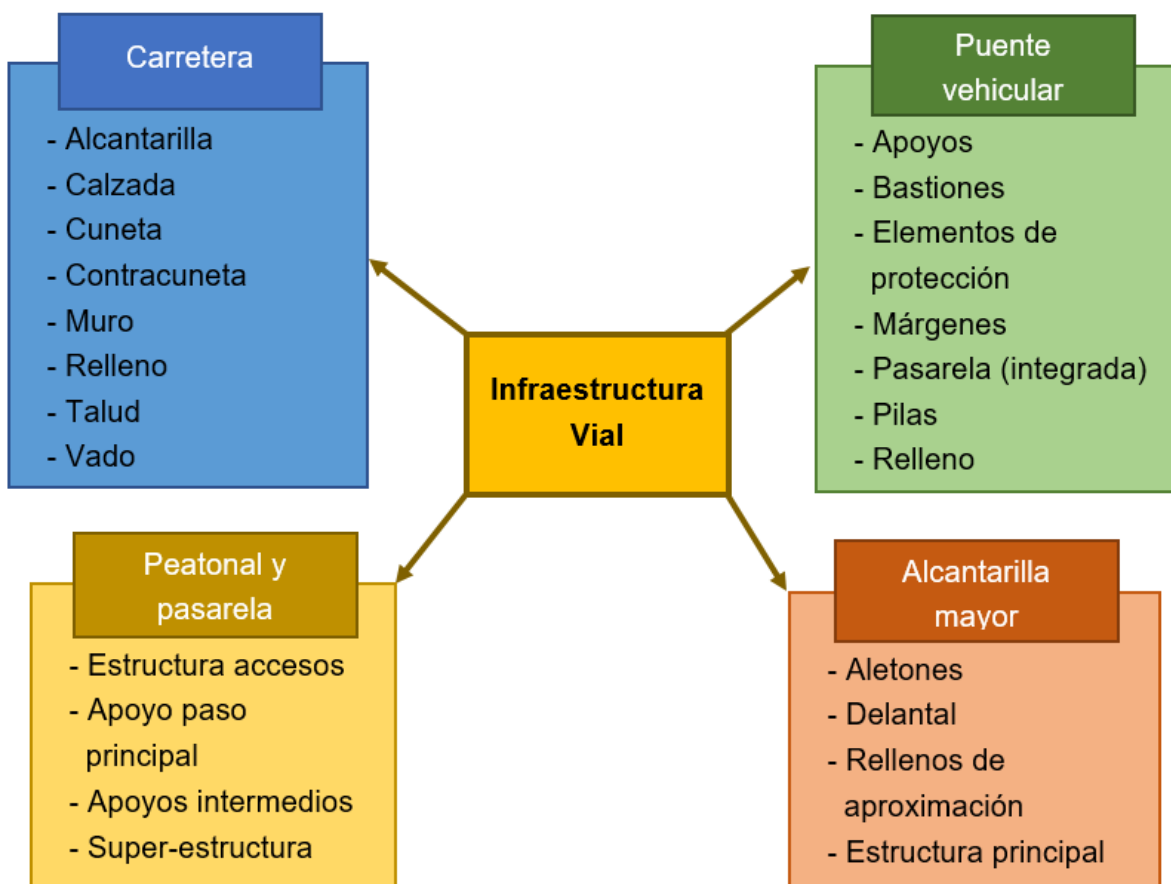 Carretera
- Alcantarilla
- Calzada
- Cuneta
- Contracuneta
- Muro
- Relleno
- Talud
- Vado
Puente
vehicular
- Apoyos
- Bastiones
- Elementos de
protección
- Márgenes
- Pasarela (integrada)
- Pilas
- Relleno
Infraestructura
Vial
Peatonal y
pasarela
- Estructura accesos
- Apoyo paso
principal
- Apoyos intermedios
- Super-estructura
Alcantarilla
mayor
- Aletones
- Delantal
- Rellenos de
aproximación
- Estructura principal